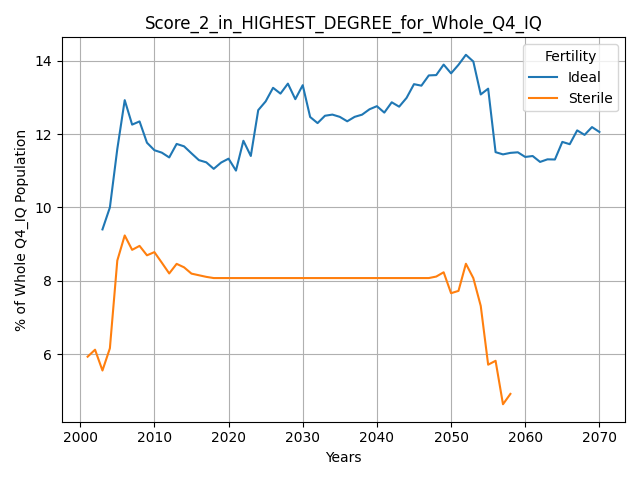 Score_2_in_HIGHEST_DEGREE_for_Whole_Q4_IQ
Fertility
Ideal
Sterile
% of Whole Q4_IQ Population
14
12
10
8
6
2000 2010 2020 2030 2040 2050 2060 2070
Years